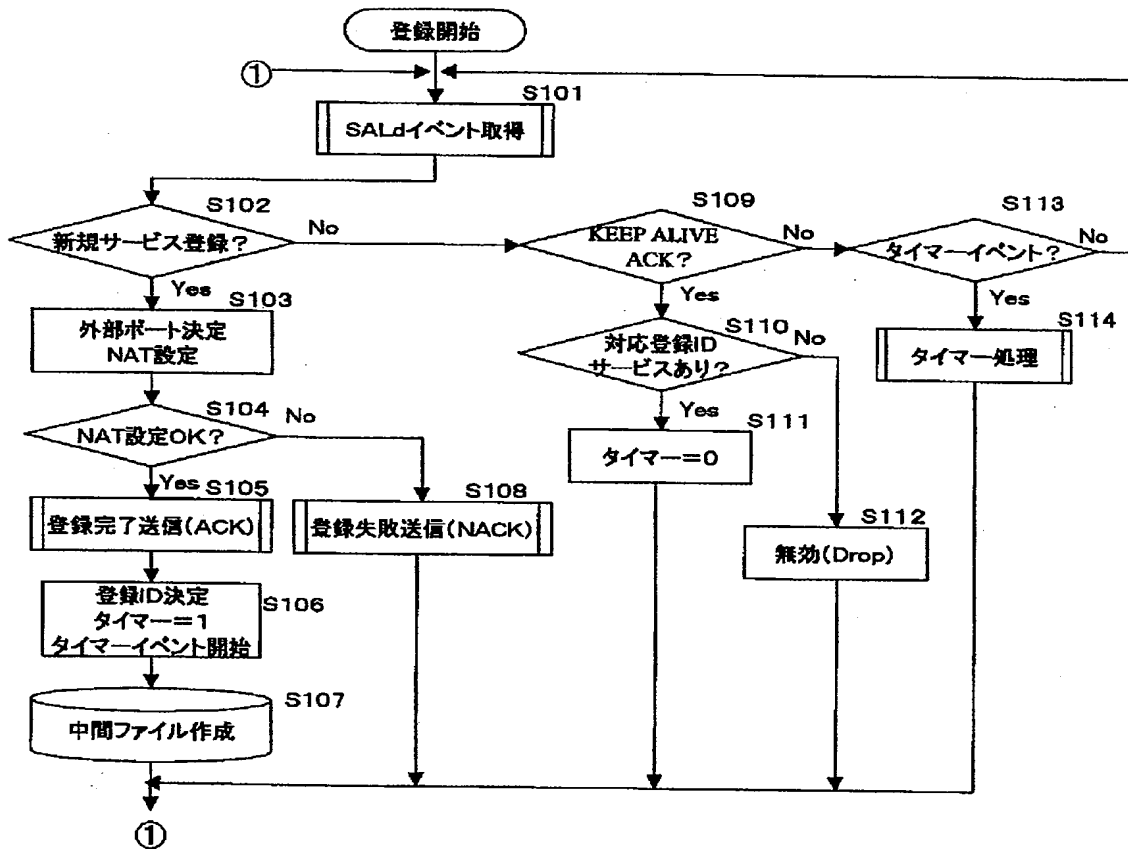 登録開始
①
S101
SALdイベント取得
S102
新規サービス登録?
No
Yes
S109
KEEP ALIVE
ACK?
No
Yes
S113
タイマーイベント?
No
Yes
S103
外部ポート決定
NAT設定
S110
対応登録ID
サービスあり?
No
Yes
S114
タイマー処理
S104
NAT設定OK?
No
Yes
S111
タイマー=0
S105
登録完了送信(ACK)
S108
登録失敗送信(NACK)
S112
無効(Drop)
S106
登録ID決定
タイマー=1
タイマーイベント開始
S107
中間ファイル作成
①